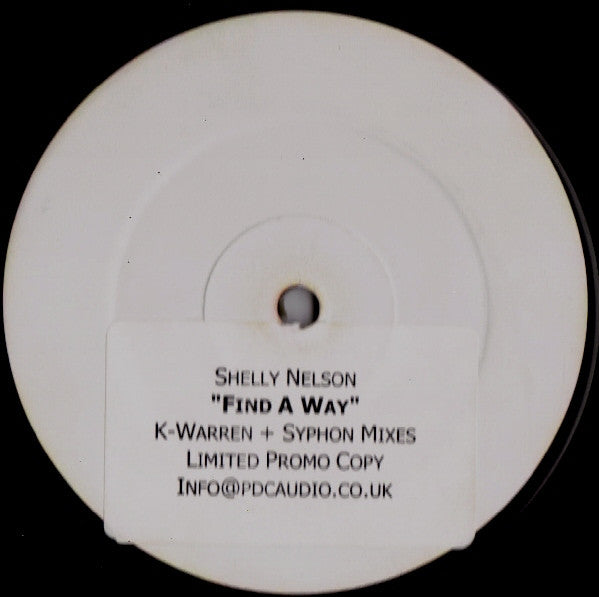 Shelly Nelson
"Find A Way"
K-Warren + Syphon Mixes
Limited Promo Copy
Info@pdcaudio.co.uk